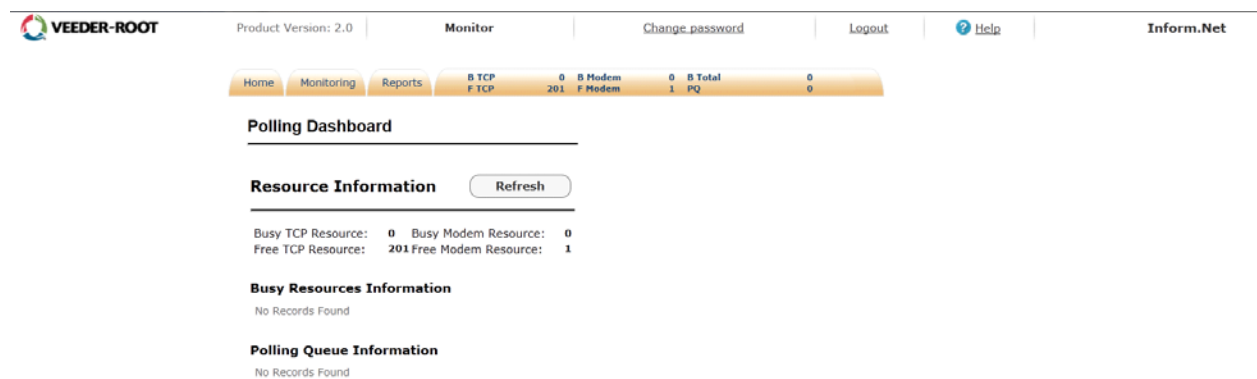 VEEDER-ROOT Product Version: 2.0 Monitor Change password Logout ? Help Inform.Net
Home Monitoring Reports B TCP 0 B Modem 0 B Total 0
F TCP 201 F Modem 1 PQ 0
Polling Dashboard
Resource Information Refresh
Busy TCP Resource: 0 Busy Modem Resource: 0
Free TCP Resource: 201 Free Modem Resource: 1
Busy Resources Information
No Records Found
Polling Queue Information
No Records Found